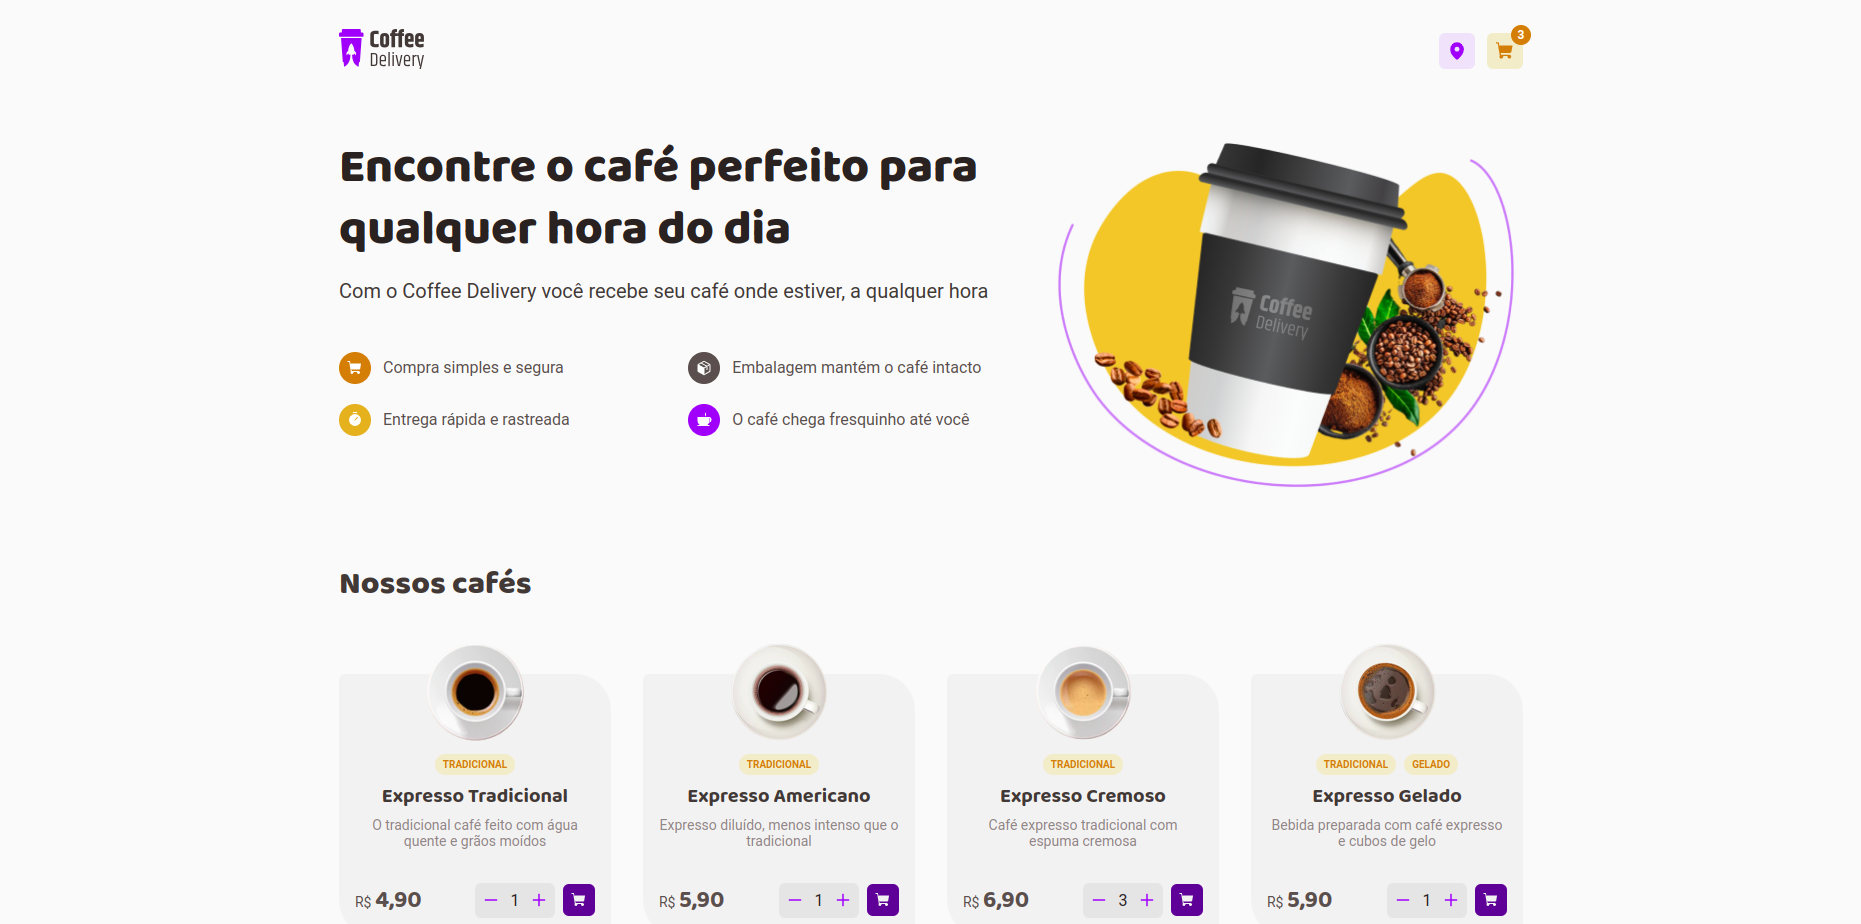 Coffee
Delivery
3
Encontre o café perfeito para
qualquer hora do dia
Com o Coffee Delivery você recebe seu café onde estiver, a qualquer hora
Compra simples e segura
Embalagem mantém o café intacto
Entrega rápida e rastreada
O café chega fresquinho até você
Coffee
Delivery
Nossos cafés
TRADICIONAL
Expresso Tradicional
O tradicional café feito com água
quente e grãos moídos
R$ 4,90
1
TRADICIONAL
Expresso Americano
Expresso diluído, menos intenso que o
tradicional
R$ 5,90
1
TRADICIONAL
Expresso Cremoso
Café expresso tradicional com
espuma cremosa
R$ 6,90
3
TRADICIONAL GELADO
Expresso Gelado
Bebida preparada com café expresso
e cubos de gelo
R$ 5,90
1